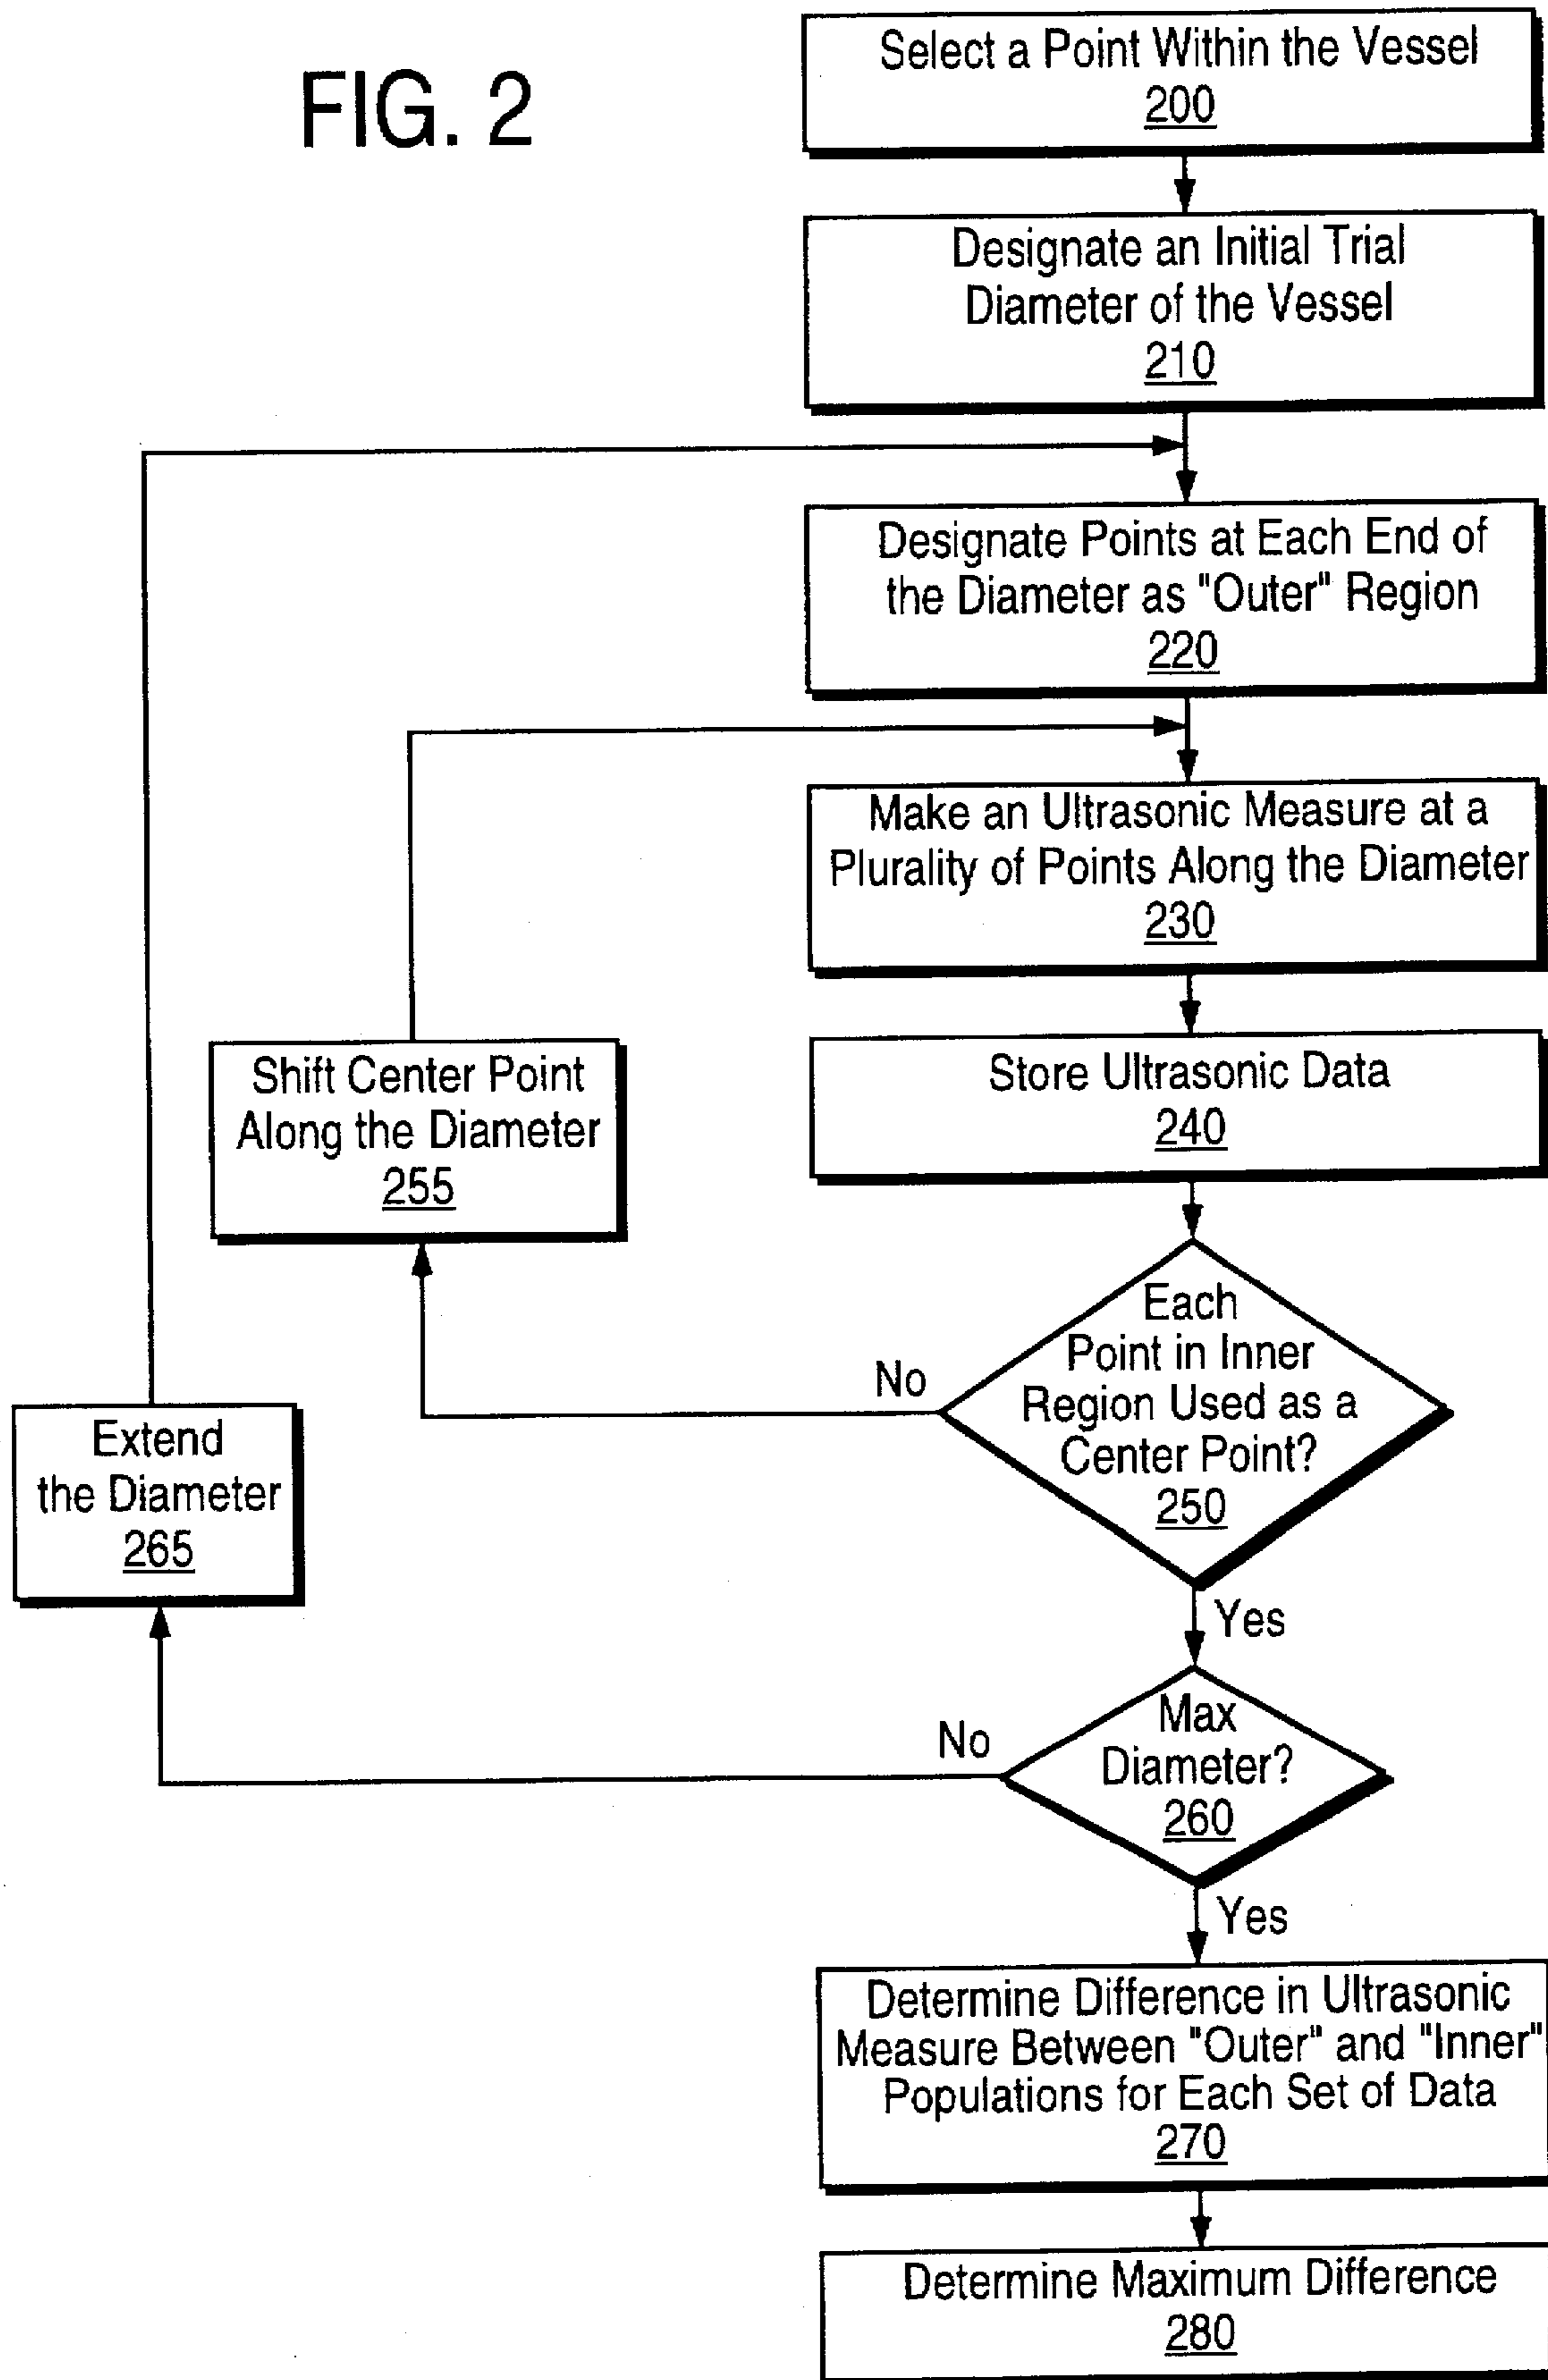 FIG. 2
Select a Point Within the Vessel
200
Designate an Initial Trial
Diameter of the Vessel
210
Designate Points at Each End of
the Diameter as "Outer" Region
220
Make an Ultrasonic Measure at a
Plurality of Points Along the Diameter
230
Store Ultrasonic Data
240
Shift Center Point
Along the Diameter
255
Each
Point in Inner
Region Used as a
Center Point?
250
No
Yes
Extend
the Diameter
265
Max
Diameter?
260
No
Yes
Determine Difference in Ultrasonic
Measure Between "Outer" and "Inner"
Populations for Each Set of Data
270
Determine Maximum Difference
280